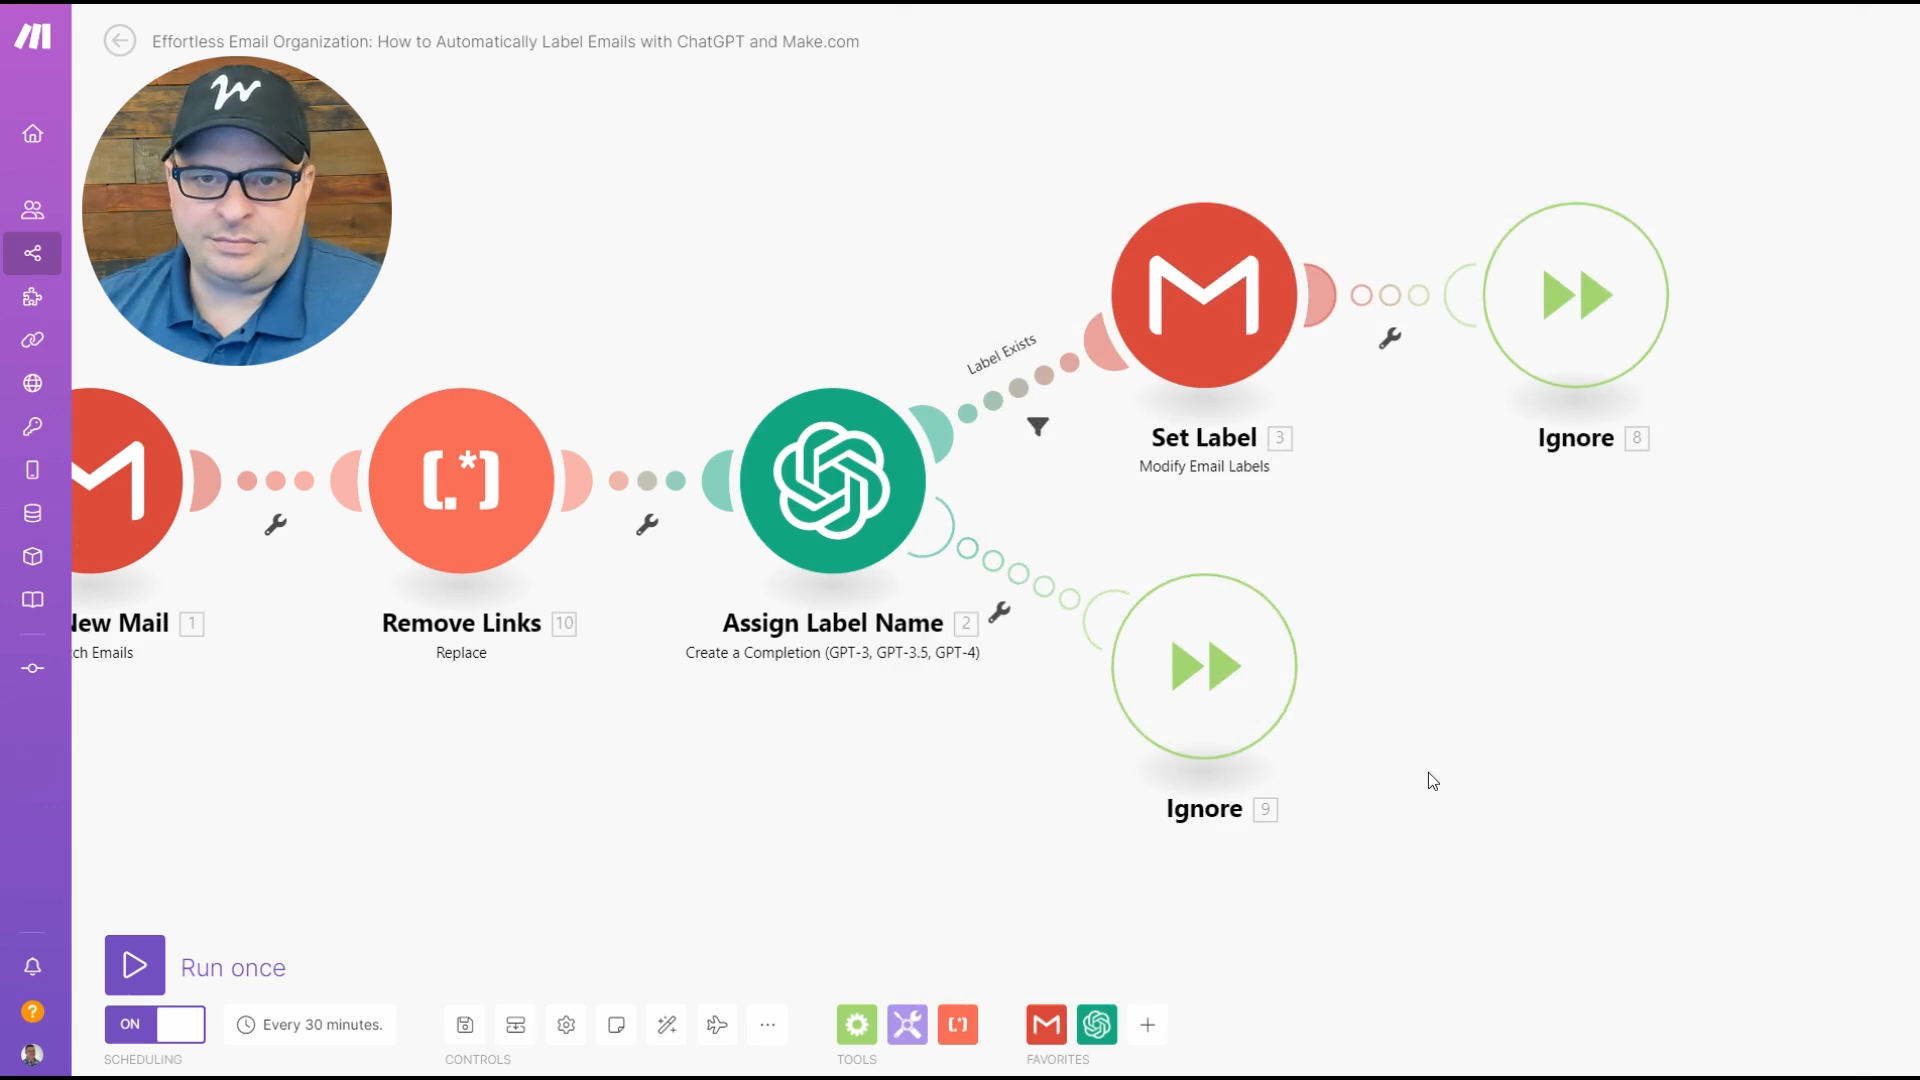 Effortless Email Organization: How to Automatically Label Emails with ChatGPT and Make.com
Label Exists
Set Label 3
Modify Email Labels
Ignore 8
New Mail 1
ch Emails
Remove Links 10
Replace
Assign Label Name 2
Create a Completion (GPT-3, GPT-3.5, GPT-4)
Ignore 9
Run once
ON
Every 30 minutes.
SCHEDULING
CONTROLS
TOOLS
FAVORITES